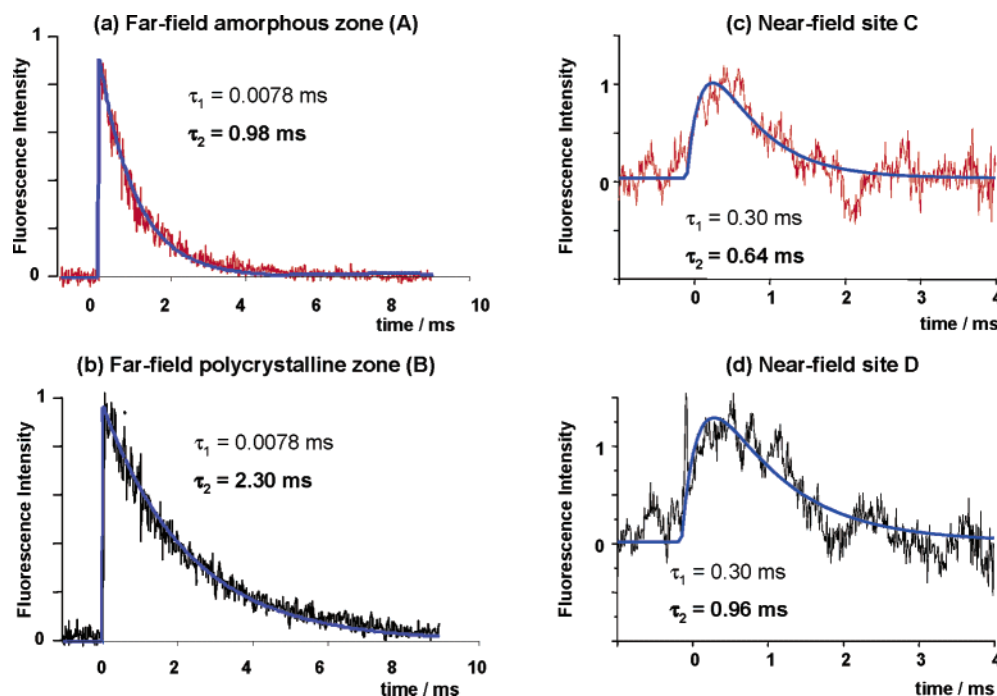 (a) Far-field amorphous zone (A)
1
Fluorescence Intensity
τ1 = 0.0078 ms
τ2 = 0.98 ms
0
0 2 4 6 8 10
time / ms
(b) Far-field polycrystalline zone (B)
1
Fluorescence Intensity
τ1 = 0.0078 ms
τ2 = 2.30 ms
0
0 2 4 6 8 10
time / ms
(c) Near-field site C
1
Fluorescence Intensity
0
τ1 = 0.30 ms
τ2 = 0.64 ms
0 1 2 3 4
time / ms
(d) Near-field site D
1
Fluorescence Intensity
0
τ1 = 0.30 ms
τ2 = 0.96 ms
0 1 2 3 4
time / ms